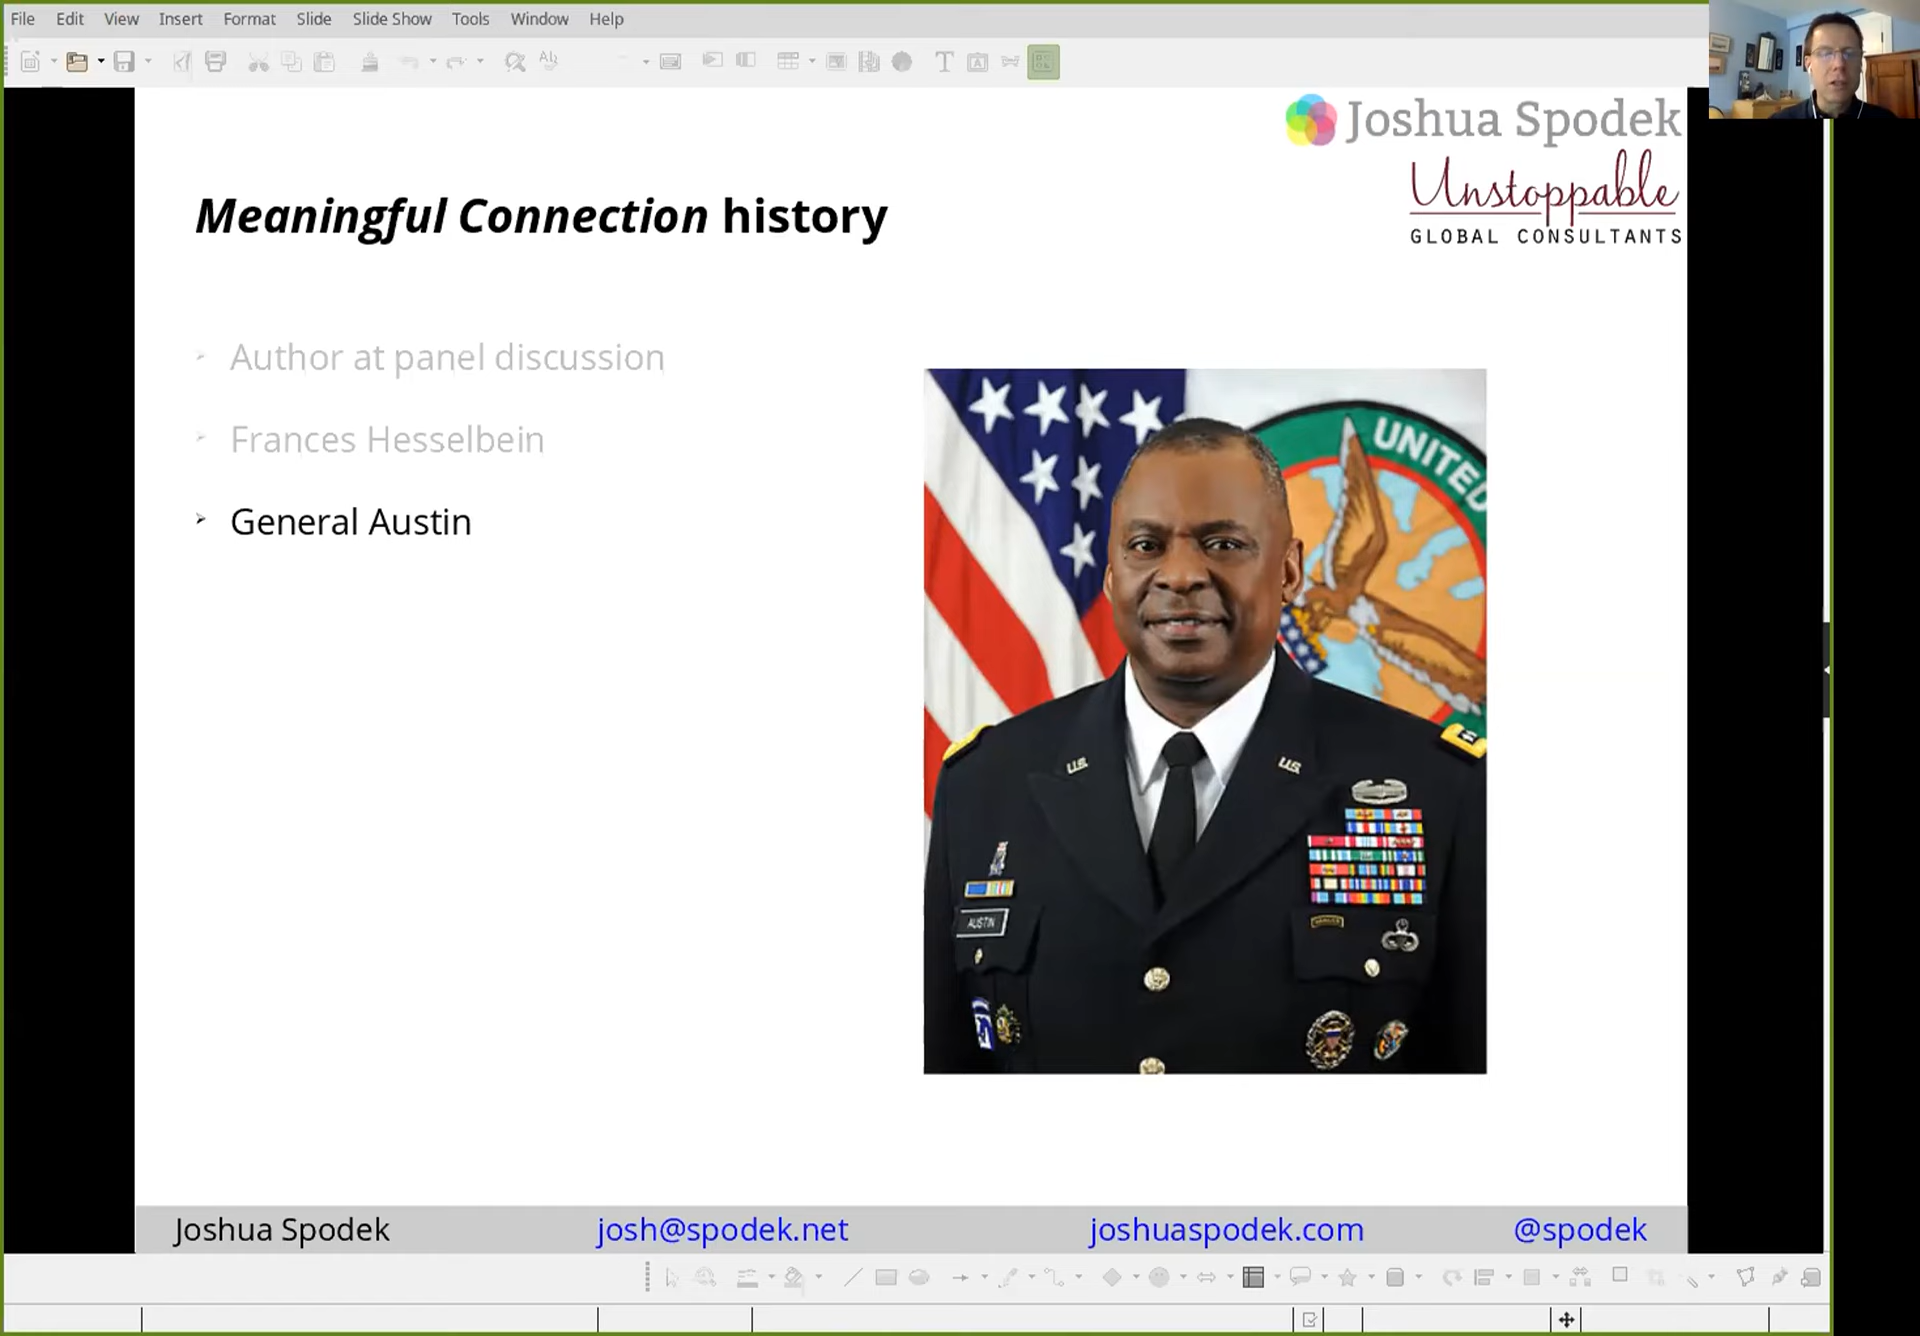 File Edit View Insert Format Slide Slide Show Tools Window Help
Joshua Spodek
Unstoppable
GLOBAL CONSULTANTS
Meaningful Connection history
Author at panel discussion
Frances Hesselbein
General Austin
UNITED
U.S. U.S.
AUSTIN
Joshua Spodek josh@spodek.net joshuaspodek.com @spodek